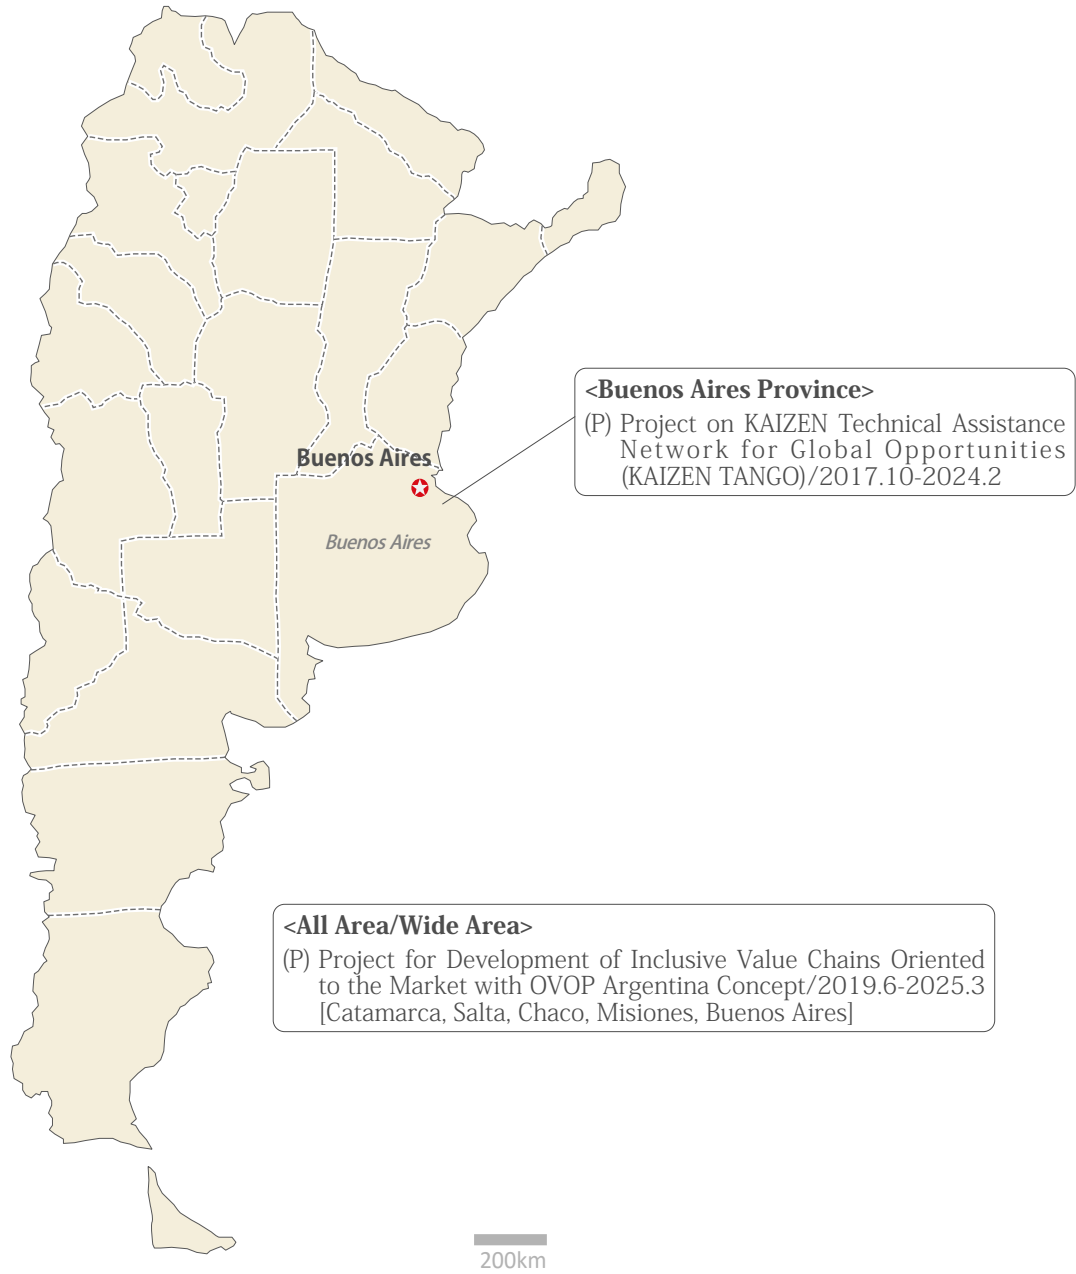 <Buenos Aires Province>
(P) Project on KAIZEN Technical Assistance
Network for Global Opportunities
(KAIZEN TANGO)/2017.10-2024.2
Buenos Aires
Buenos Aires
<All Area/Wide Area>
(P) Project for Development of Inclusive Value Chains Oriented
to the Market with OVOP Argentina Concept/2019.6-2025.3
[Catamarca, Salta, Chaco, Misiones, Buenos Aires]
200km